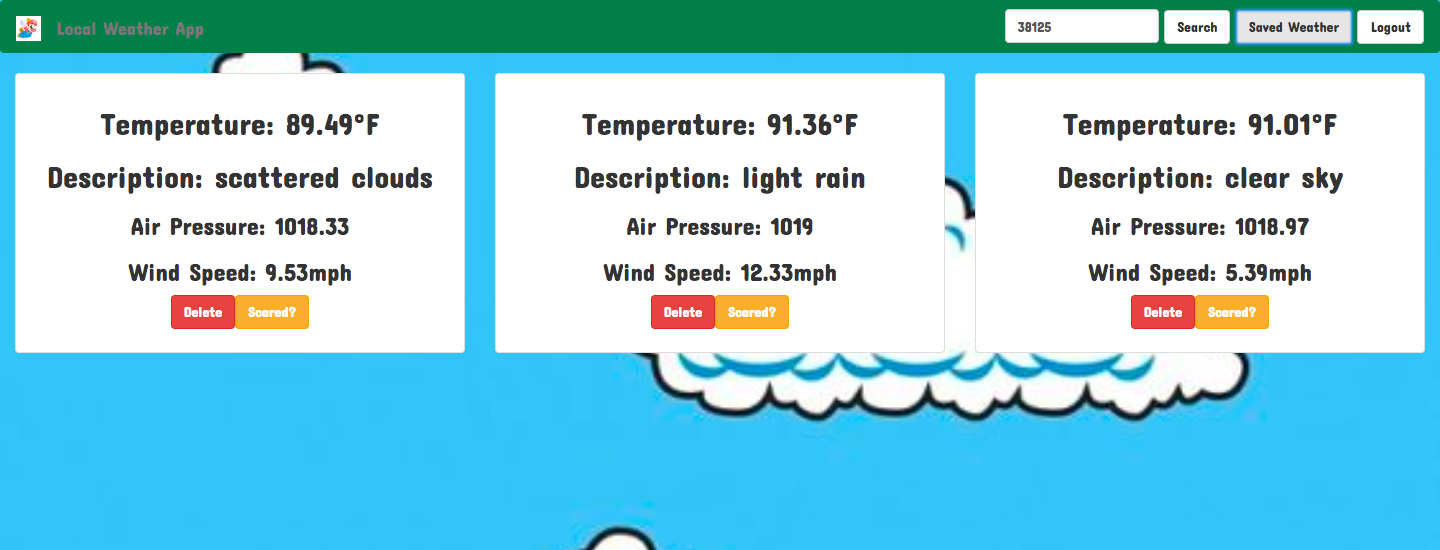 Local Weather App
38125
Search
Saved Weather
Logout
Temperature: 89.49°F
Description: scattered clouds
Air Pressure: 1018.33
Wind Speed: 9.53mph
Delete
Scared?
Temperature: 91.36°F
Description: light rain
Air Pressure: 1019
Wind Speed: 12.33mph
Delete
Scared?
Temperature: 91.01°F
Description: clear sky
Air Pressure: 1018.97
Wind Speed: 5.39mph
Delete
Scared?